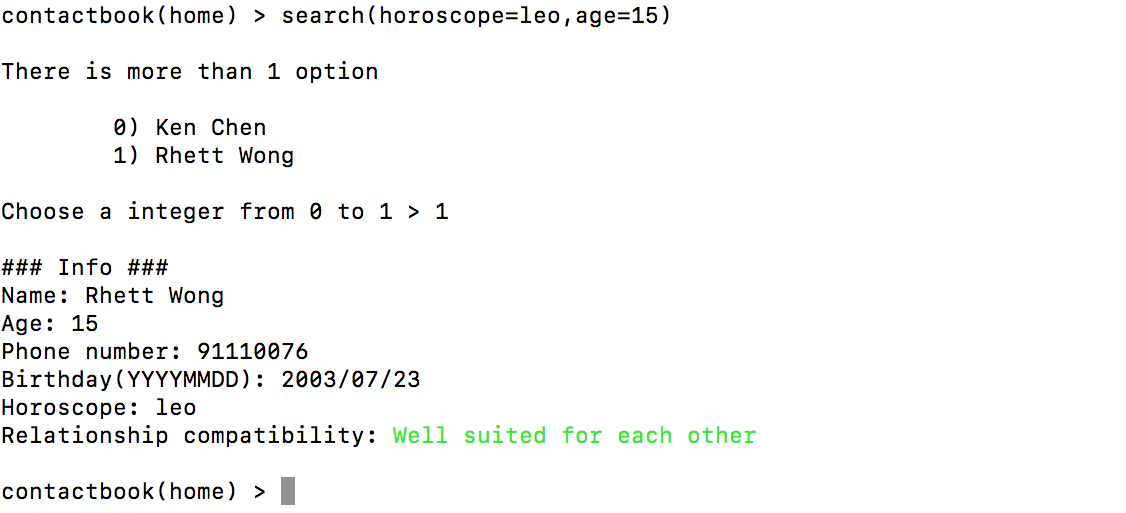 contactbook(home) > search(horoscope=leo,age=15)
There is more than 1 option
0) Ken Chen
1) Rhett Wong
Choose a integer from 0 to 1 > 1
### Info ###
Name: Rhett Wong
Age: 15
Phone number: 91110076
Birthday(YYYYMMDD): 2003/07/23
Horoscope: leo
Relationship compatibility: Well suited for each other
contactbook(home) >